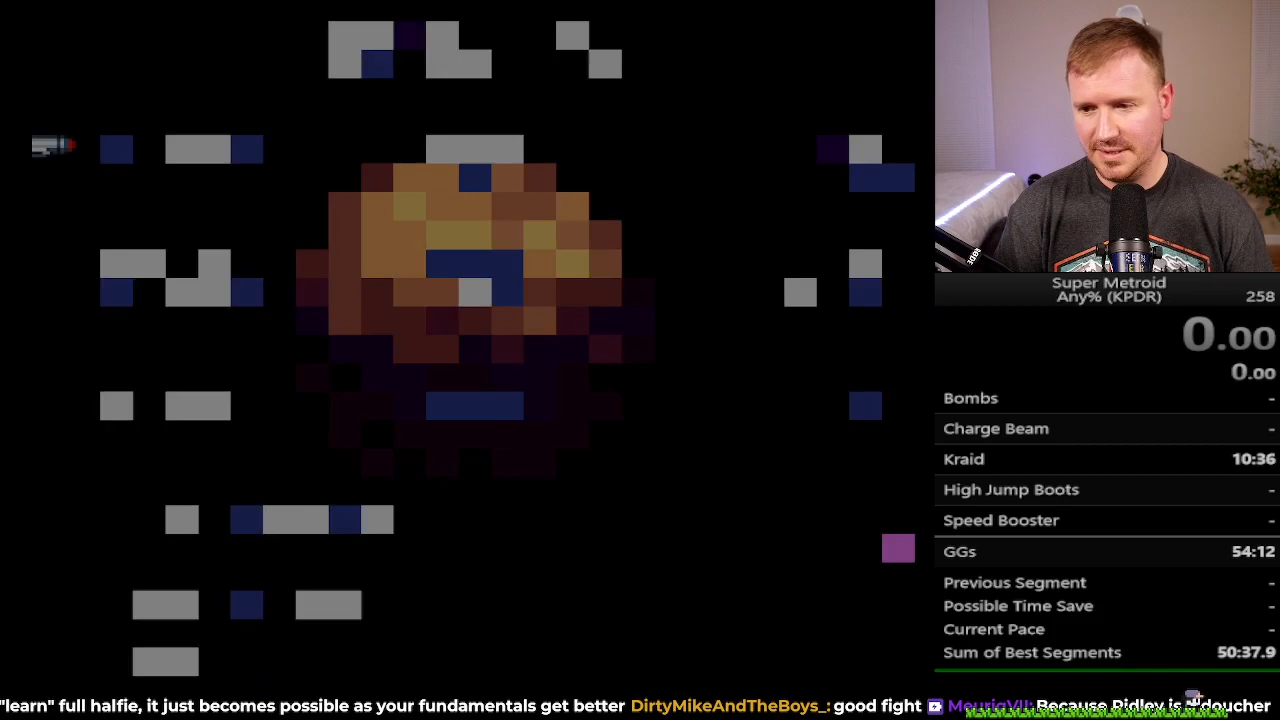 Super Metroid
Any% (KPDR) 258
0.00
0.00
Bombs -
Charge Beam -
Kraid 10:36
High Jump Boots -
Speed Booster -
GGs 54:12
Previous Segment -
Possible Time Save -
Current Pace -
Sum of Best Segments 50:37.9
"learn" full halfie, it just becomes possible as your fundamentals get better DirtyMikeAndTheBoys_: good fight MeurigVII: Because Ridley is doucher